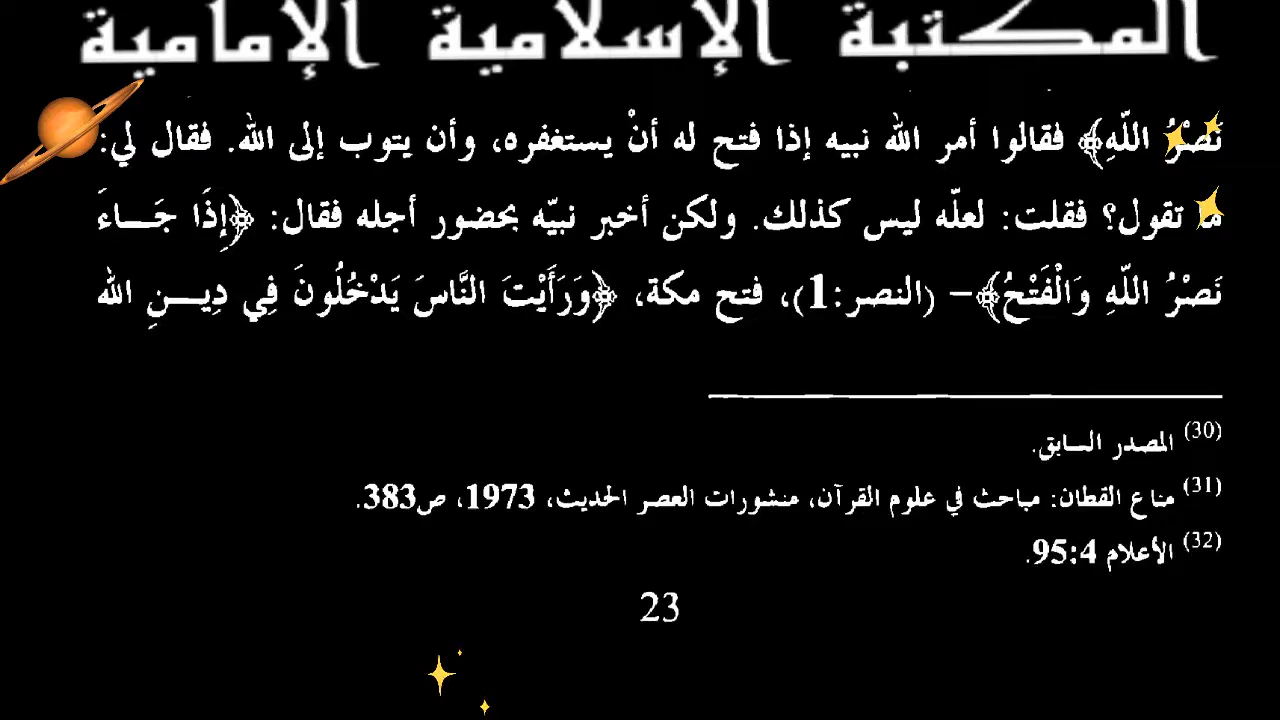 المكتبة الإسلامية الإمامية
نَصْرُ اللّهِ﴾ فقالوا أمر الله نبيه إذا فتح له أنْ يستغفره، وأن يتوب إلى الله. فقال لي:
ما تقول؟ فقلت: لعلّه ليس كذلك. ولكن أخبر نبيّه بحضور أجله فقال: ﴿إِذَا جَـــاءَ
نَصْرُ اللّهِ وَالْفَتْحُ﴾– (النصر:1)، فتح مكة، ﴿وَرَأَيْتَ النَّاسَ يَدْخُلُونَ فِي دِيـــنِ الله
(30) المصدر السابق.
(31) مناع القطان: مباحث في علوم القرآن، منشورات العصر الحديث، 1973، ص383.
(32) الأعلام 4:95.
23